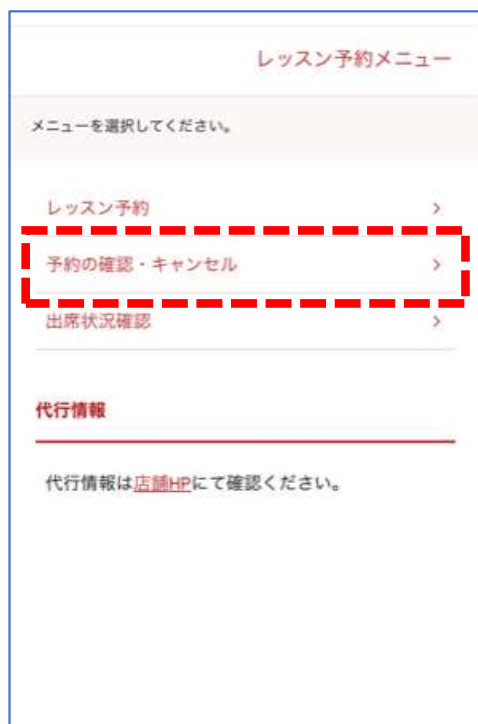 レッスン予約メニュー
メニューを選択してください。
レッスン予約 >
予約の確認・キャンセル >
出席状況確認 >
代行情報
代行情報は店舗HPにて確認ください。